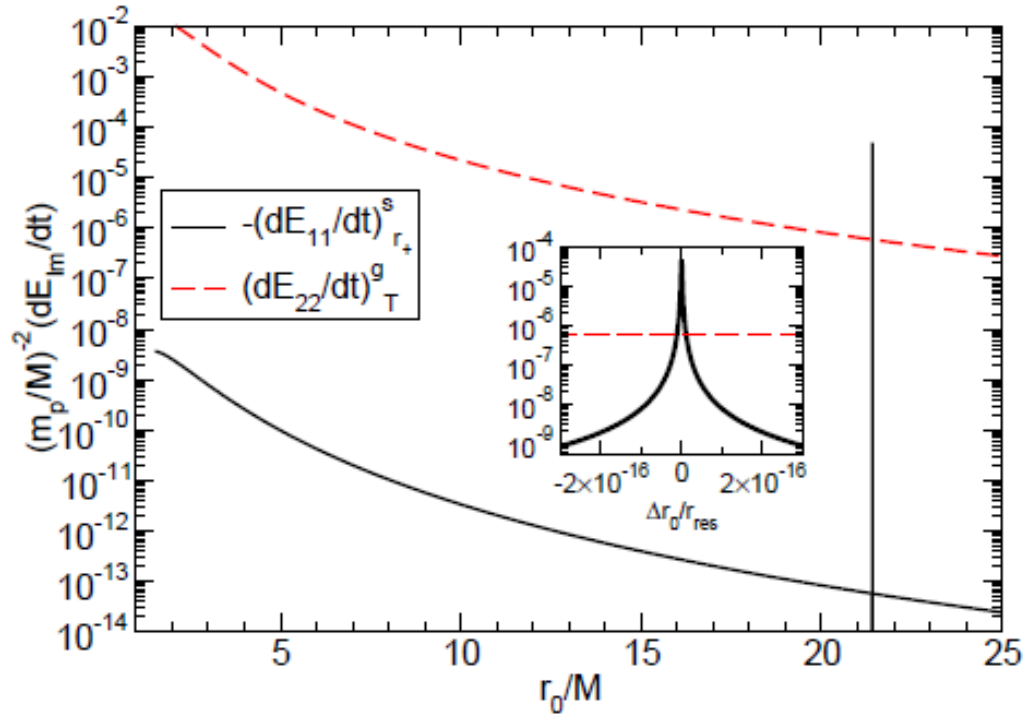 10^-2
10^-3
10^-4
10^-5
10^-6
10^-7
10^-8
10^-9
10^-10
10^-11
10^-12
10^-13
10^-14
(m_p/M)^-2 (dE_lm/dt)
-(dE_11/dt)^s_r_+
(dE_22/dt)^g_T
10^-4
10^-5
10^-6
10^-7
10^-8
10^-9
-2×10^-16 0 2×10^-16
Δr_0/r_res
5 10 15 20 25
r_0/M